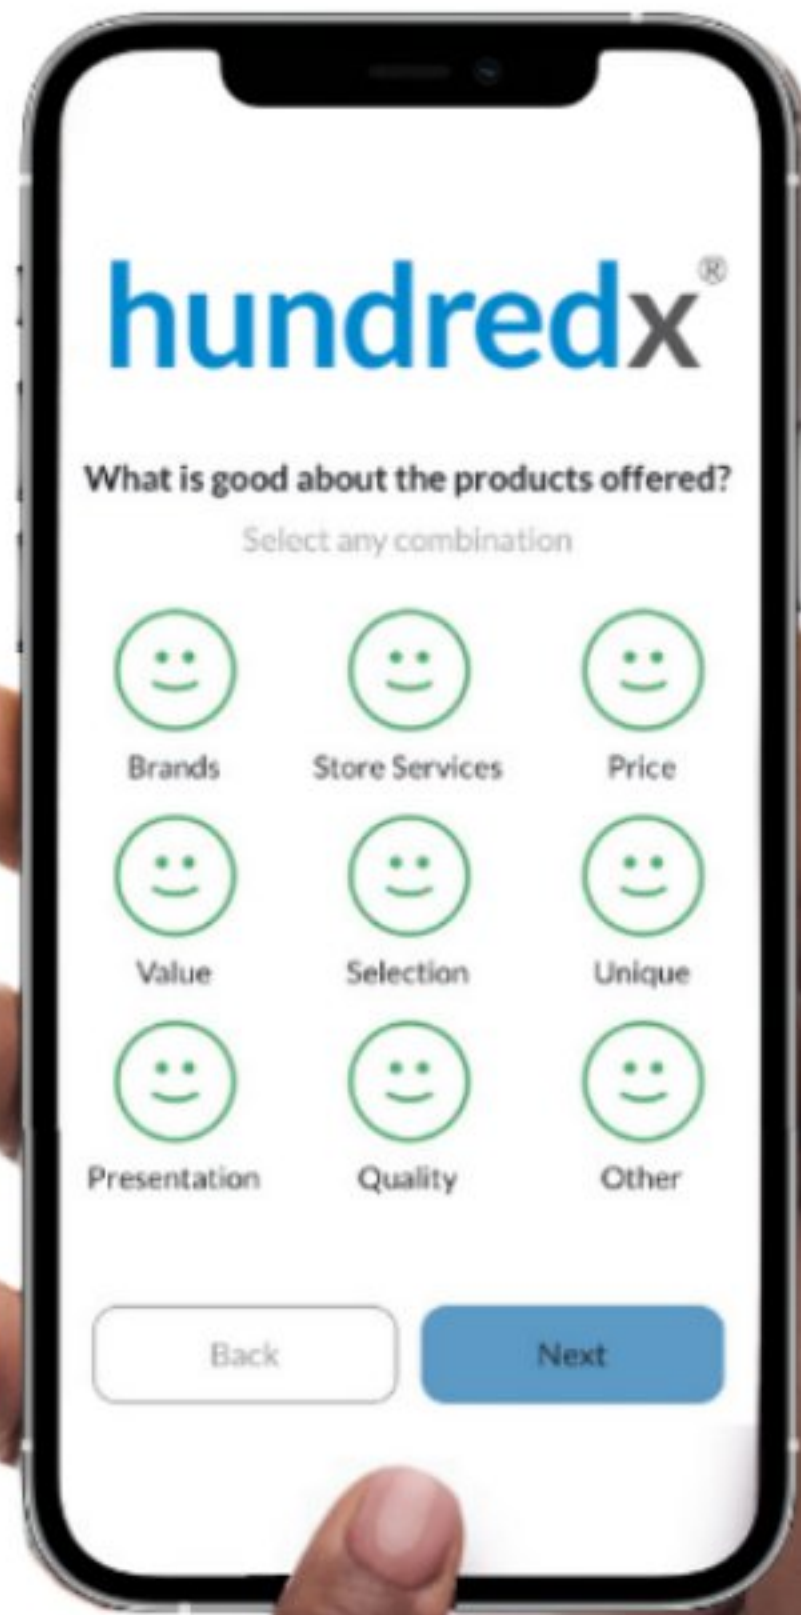 hundredx®
What is good about the products offered?
Select any combination
Brands Store Services Price
Value Selection Unique
Presentation Quality Other
Back Next